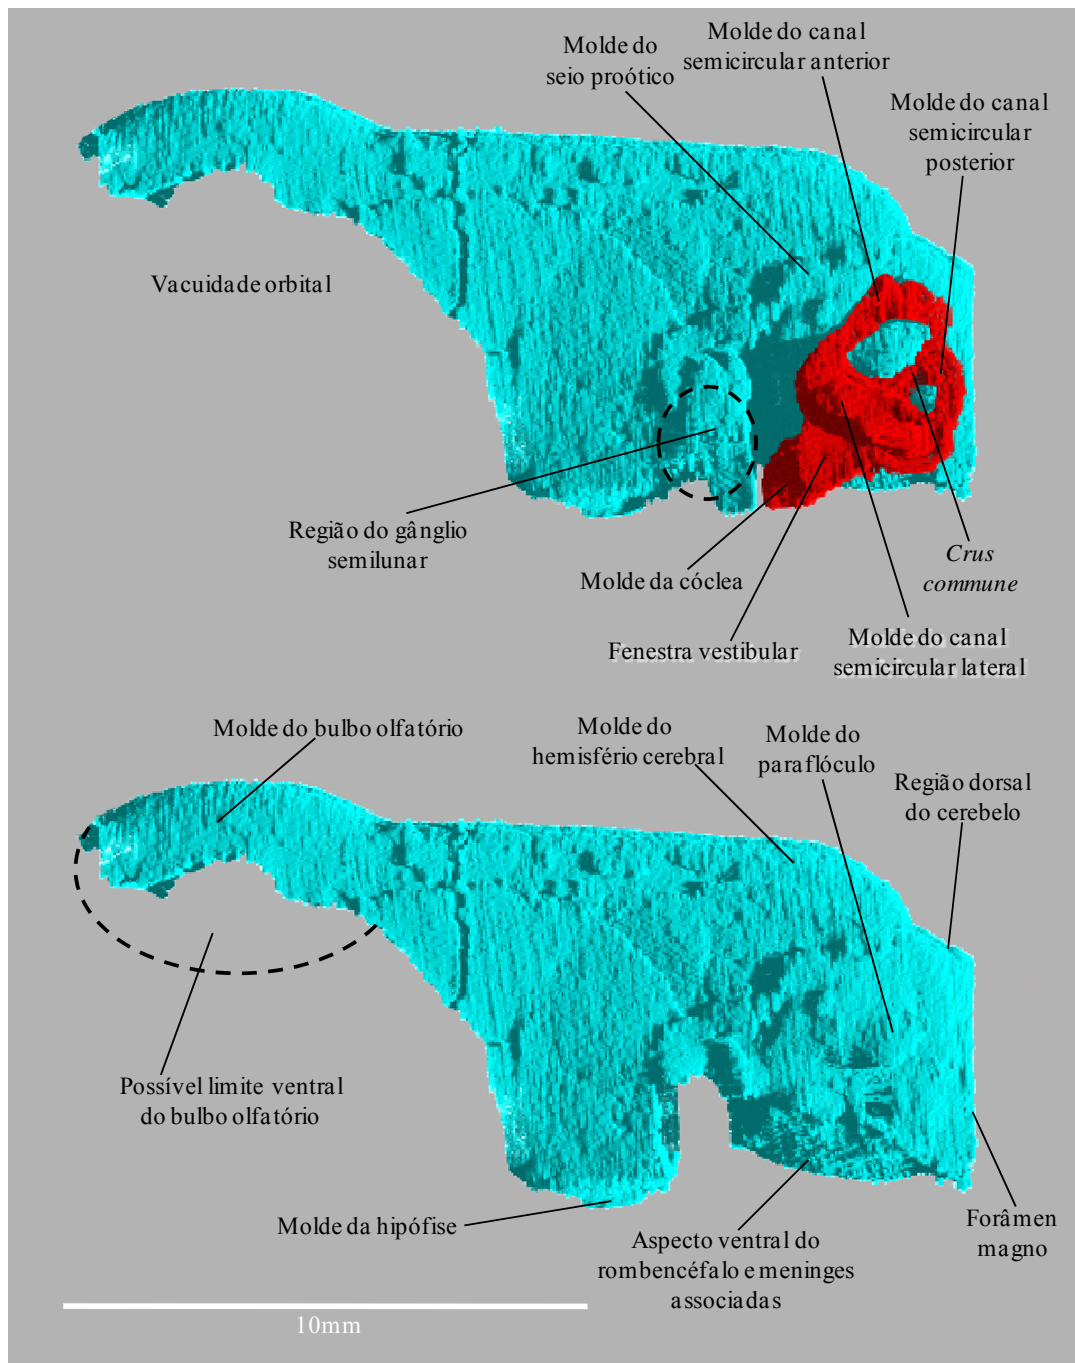 Molde do
seio proótico
Molde do canal
semicircular anterior
Molde do canal
semicircular
posterior
Vacuidade orbital
Região do gânglio
semilunar
Molde da cóclea
Fenestra vestibular
Crus
commune
Molde do canal
semicircular lateral
Molde do bulbo olfatório
Molde do
hemisfério cerebral
Molde do
paraflóculo
Região dorsal
do cerebelo
Possível limite ventral
do bulbo olfatório
Molde da hipófise
Aspecto ventral do
rombencéfalo e meninges
associadas
Forâmen
magno
10mm